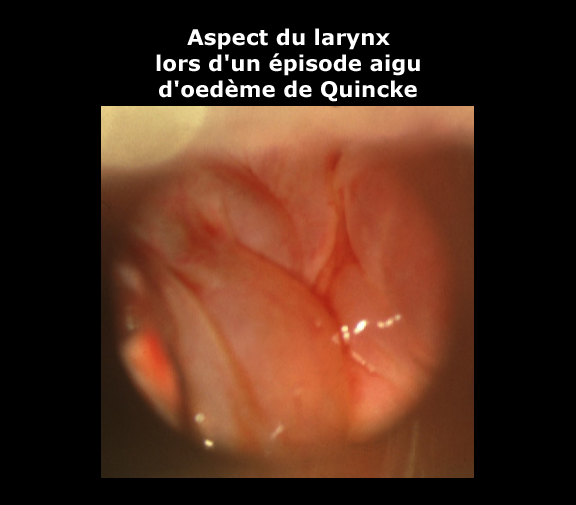 Aspect du larynx
lors d'un épisode aigu
d'oedème de Quincke